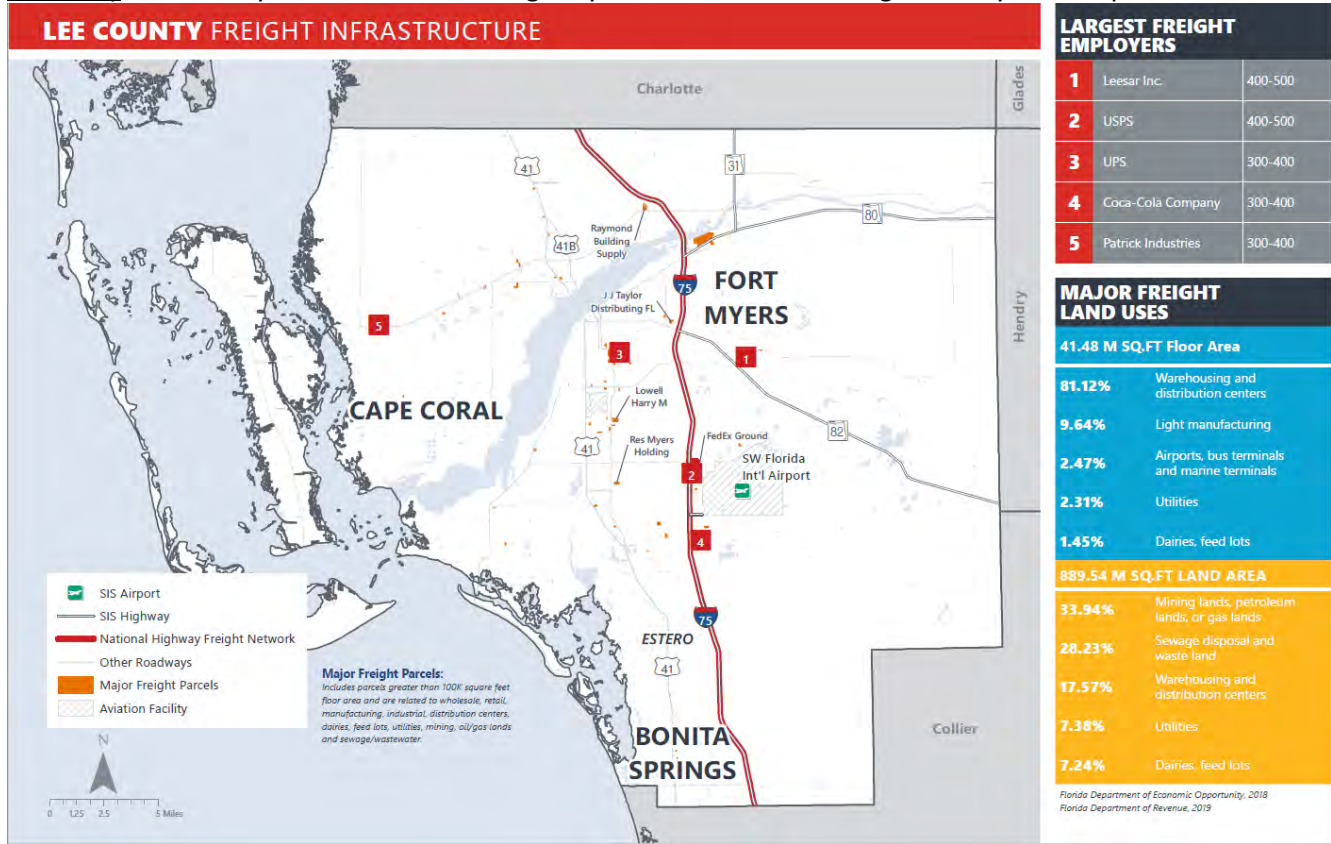 LEE COUNTY FREIGHT INFRASTRUCTURE
Charlotte
Glades
Hendry
Collier
41
31
80
41B
Raymond
Building
Supply
75
FORT
MYERS
J J Taylor
Distributing FL
5
3
1
CAPE CORAL
Lowell
Harry M
41
82
Res Myers
Holding
FedEx Ground
2
SW Florida
Int'l Airport
4
75
ESTERO
41
BONITA
SPRINGS
SIS Airport
SIS Highway
National Highway Freight Network
Other Roadways
Major Freight Parcels
Aviation Facility
Major Freight Parcels:
Includes parcels greater than 100K square feet
floor area and are related to wholesale, retail,
manufacturing, industrial, distribution centers,
dairies, feed lots, utilities, mining, oil/gas lands
and sewage/wastewater.
N
0 1.25 2.5 5 Miles
LARGEST FREIGHT
EMPLOYERS
1 Leesar Inc. 400-500
2 USPS 400-500
3 UPS 300-400
4 Coca-Cola Company 300-400
5 Patrick Industries 300-400
MAJOR FREIGHT
LAND USES
41.48 M SQ.FT Floor Area
81.12% Warehousing and
distribution centers
9.64% Light manufacturing
2.47% Airports, bus terminals
and marine terminals
2.31% Utilities
1.45% Dairies, feed lots
889.54 M SQ.FT LAND AREA
33.94% Mining lands, petroleum
lands, or gas lands
28.23% Sewage disposal and
waste land
17.57% Warehousing and
distribution centers
7.38% Utilities
7.24% Dairies, feed lots
Florida Department of Economic Opportunity, 2018
Florida Department of Revenue, 2019